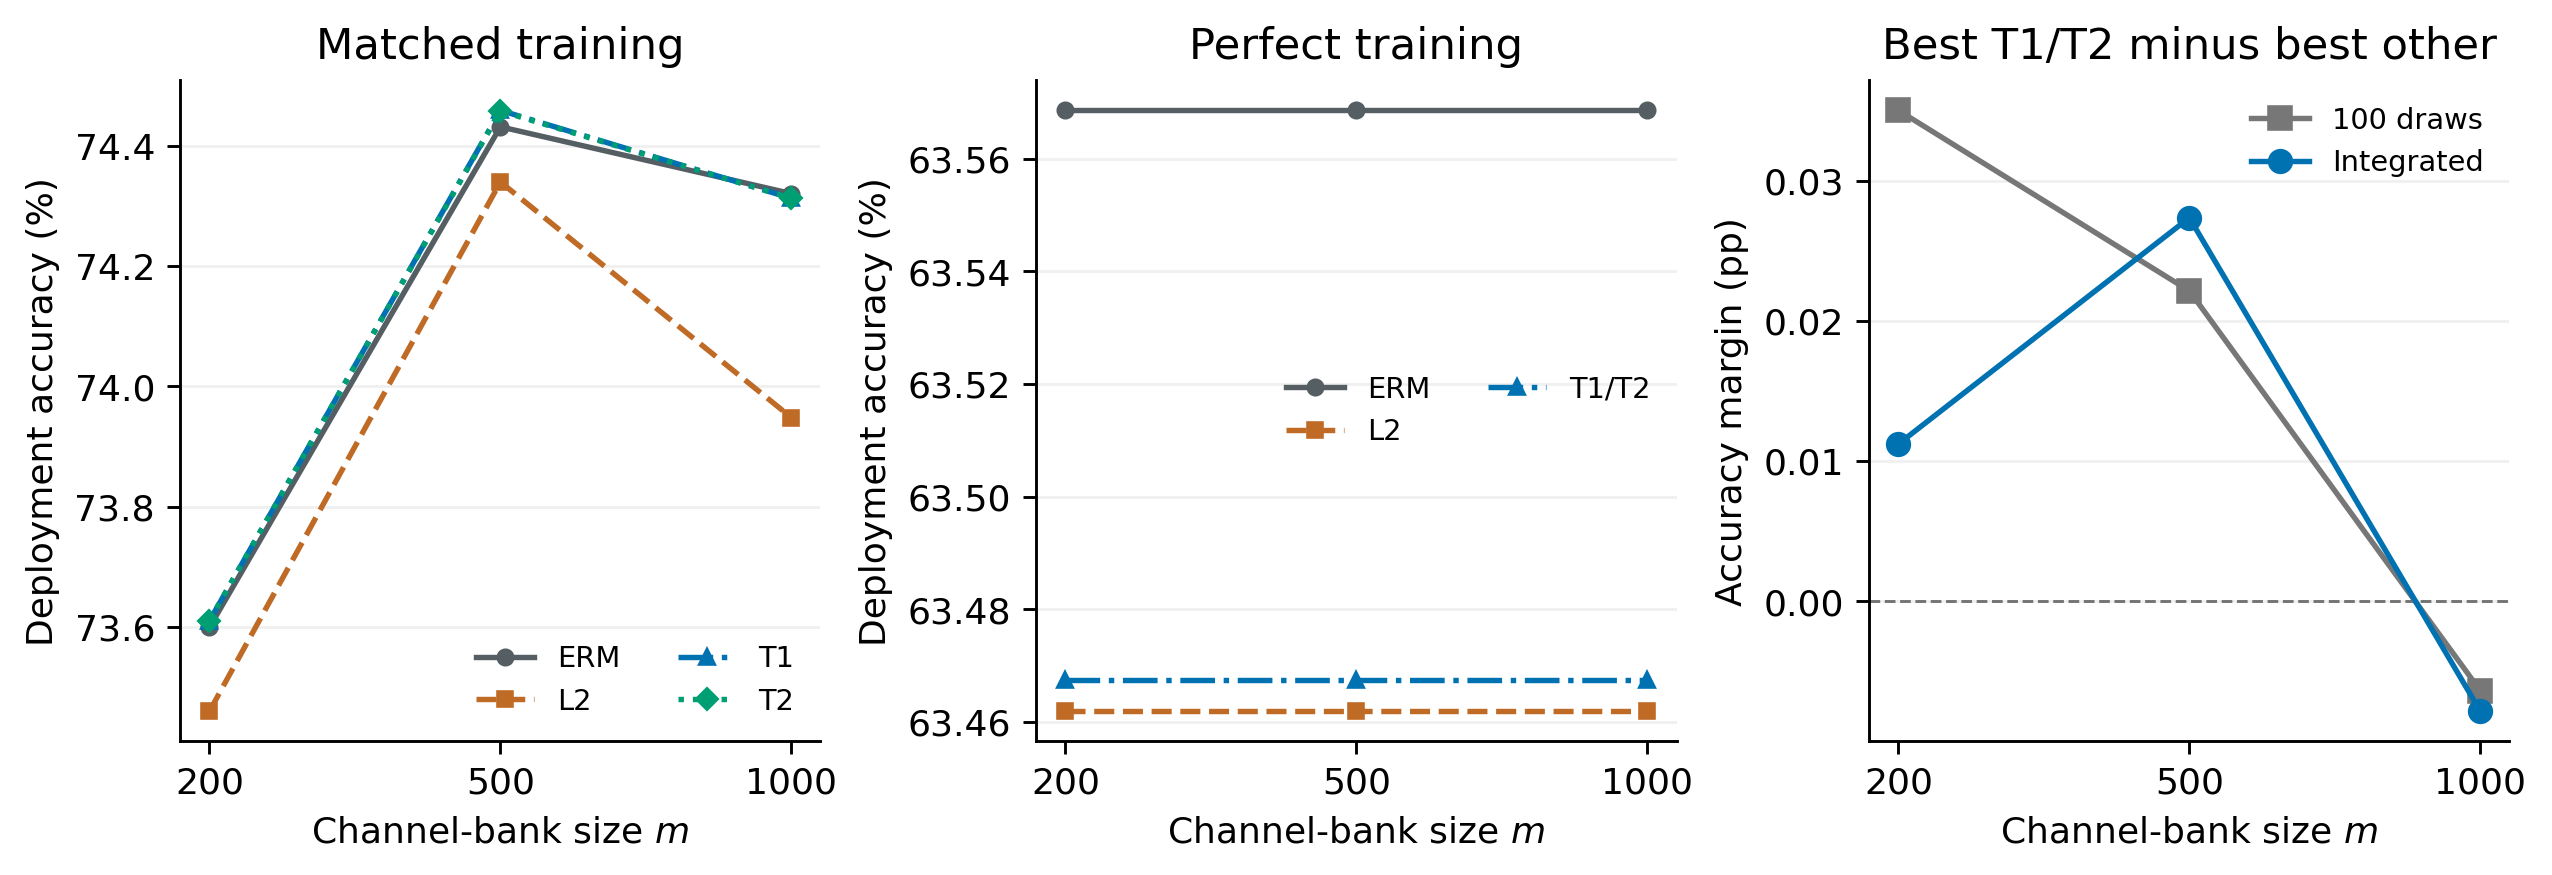 Matched training
Deployment accuracy (%)
74.4
74.2
74.0
73.8
73.6
ERM
L2
T1
T2
200
500
1000
Channel-bank size m
Perfect training
Deployment accuracy (%)
63.56
63.54
63.52
63.50
63.48
63.46
ERM
L2
T1/T2
200
500
1000
Channel-bank size m
Best T1/T2 minus best other
Accuracy margin (pp)
0.03
0.02
0.01
0.00
100 draws
Integrated
200
500
1000
Channel-bank size m